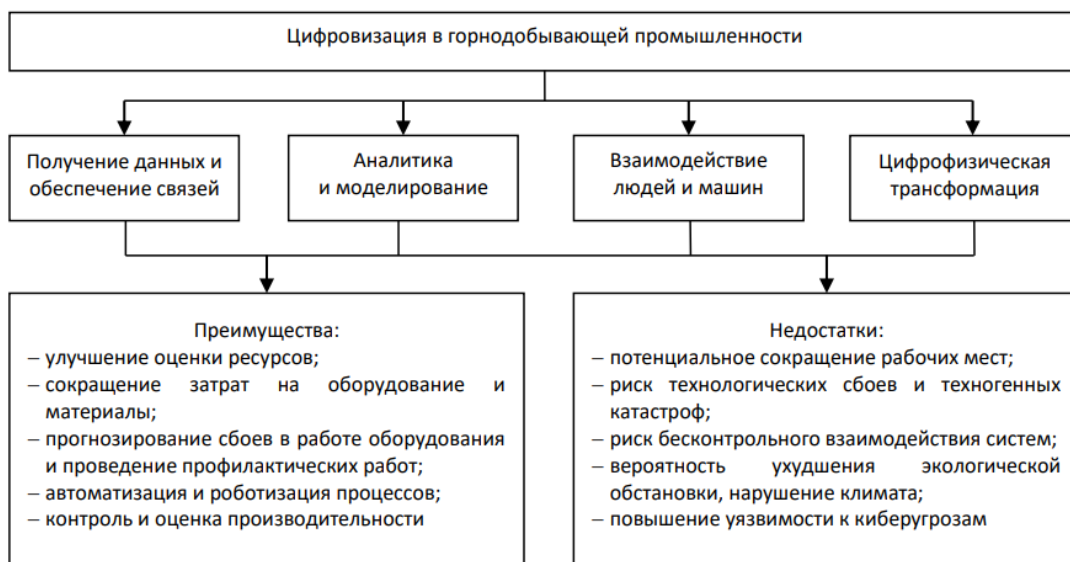 Цифровизация в горнодобывающей промышленности
Получение данных и
обеспечение связей
Аналитика
и моделирование
Взаимодействие
людей и машин
Цифрофизическая
трансформация
Преимущества:
– улучшение оценки ресурсов;
– сокращение затрат на оборудование и
материалы;
– прогнозирование сбоев в работе оборудования
и проведение профилактических работ;
– автоматизация и роботизация процессов;
– контроль и оценка производительности
Недостатки:
– потенциальное сокращение рабочих мест;
– риск технологических сбоев и техногенных
катастроф;
– риск бесконтрольного взаимодействия систем;
– вероятность ухудшения экологической
обстановки, нарушение климата;
– повышение уязвимости к киберугрозам